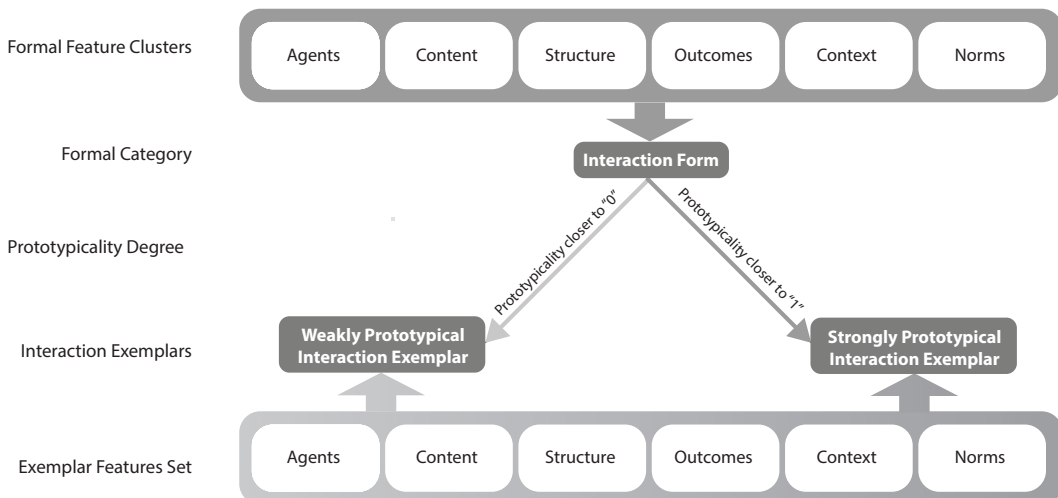 Formal Feature Clusters
Agents
Content
Structure
Outcomes
Context
Norms
Formal Category
Interaction Form
Prototypicality Degree
Prototypicality closer to “0”
Prototypicality closer to “1”
Interaction Exemplars
Weakly Prototypical
Interaction Exemplar
Strongly Prototypical
Interaction Exemplar
Exemplar Features Set
Agents
Content
Structure
Outcomes
Context
Norms